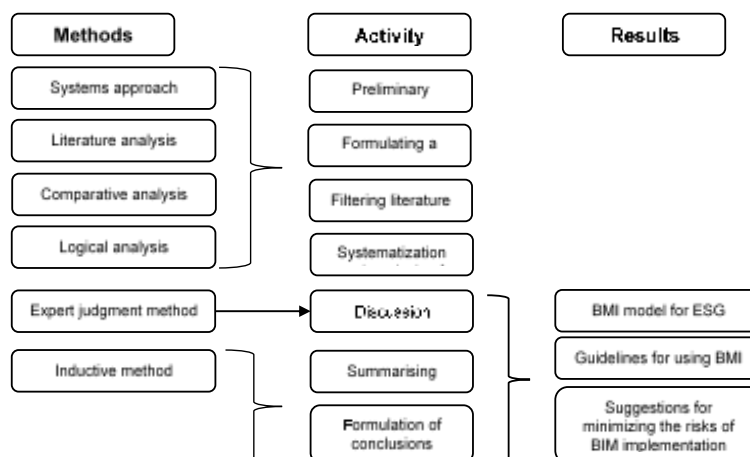 Methods
Activity
Results
Systems approach
Preliminary
Literature analysis
Formulating a
Comparative analysis
Filtering literature
Logical analysis
Systematization
Expert judgment method
Discussion
BMI model for ESG
Inductive method
Summarising
Guidelines for using BMI
Formulation of
conclusions
Suggestions for
minimizing the risks of
BIM implementation